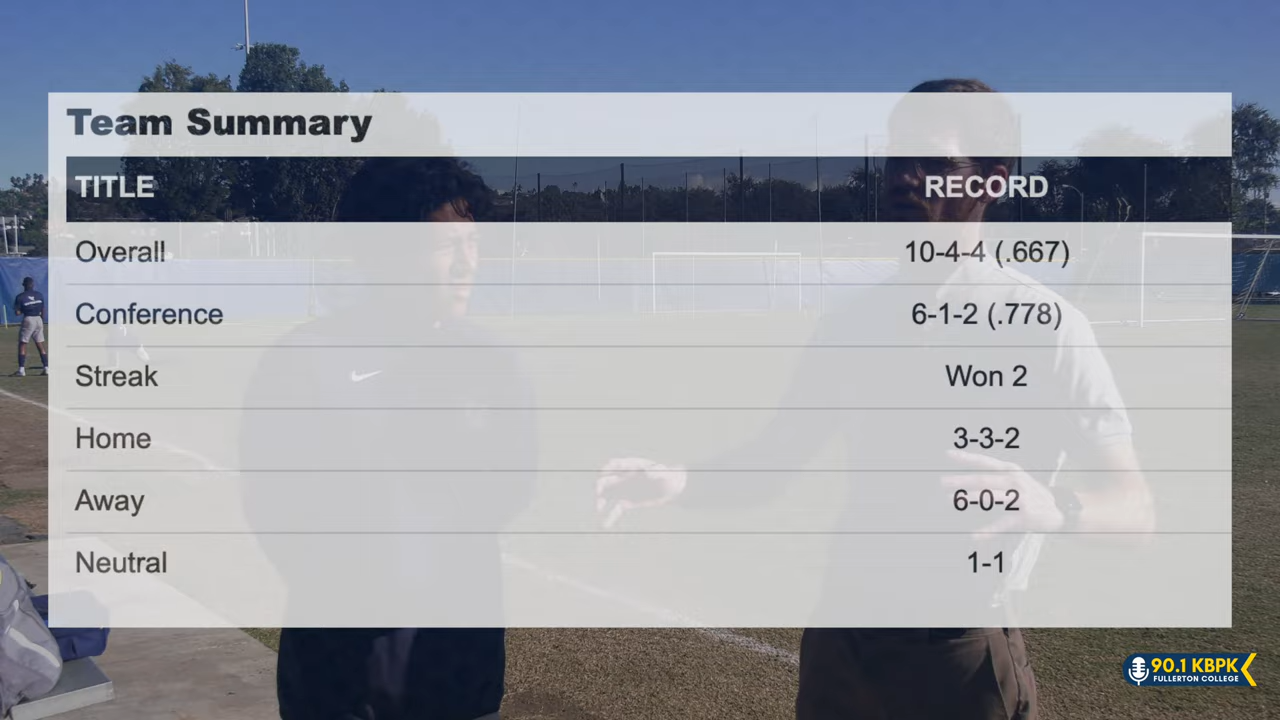 Team Summary
TITLE RECORD
Overall 10-4-4 (.667)
Conference 6-1-2 (.778)
Streak Won 2
Home 3-3-2
Away 6-0-2
Neutral 1-1
90.1 KBPK
FULLERTON COLLEGE